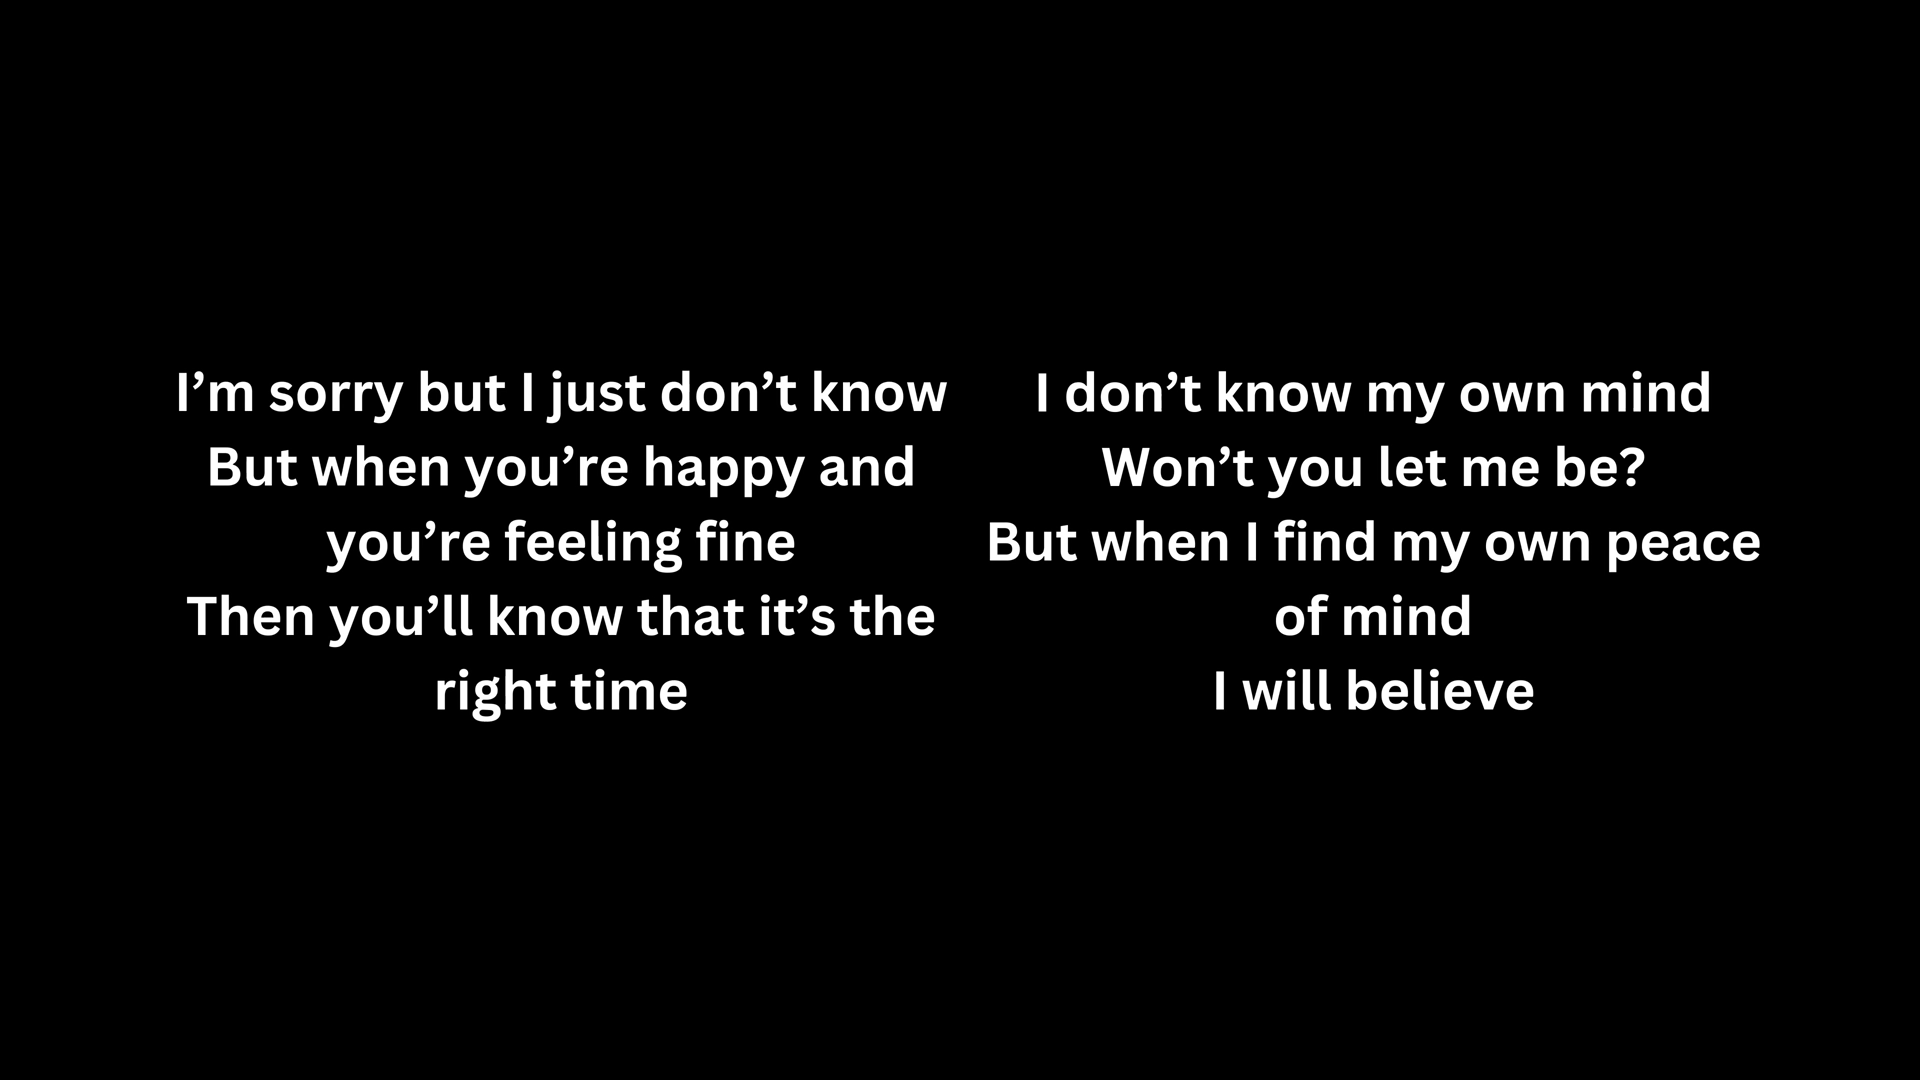 I’m sorry but I just don’t know
But when you’re happy and
you’re feeling fine
Then you’ll know that it’s the
right time
I don’t know my own mind
Won’t you let me be?
But when I find my own peace
of mind
I will believe